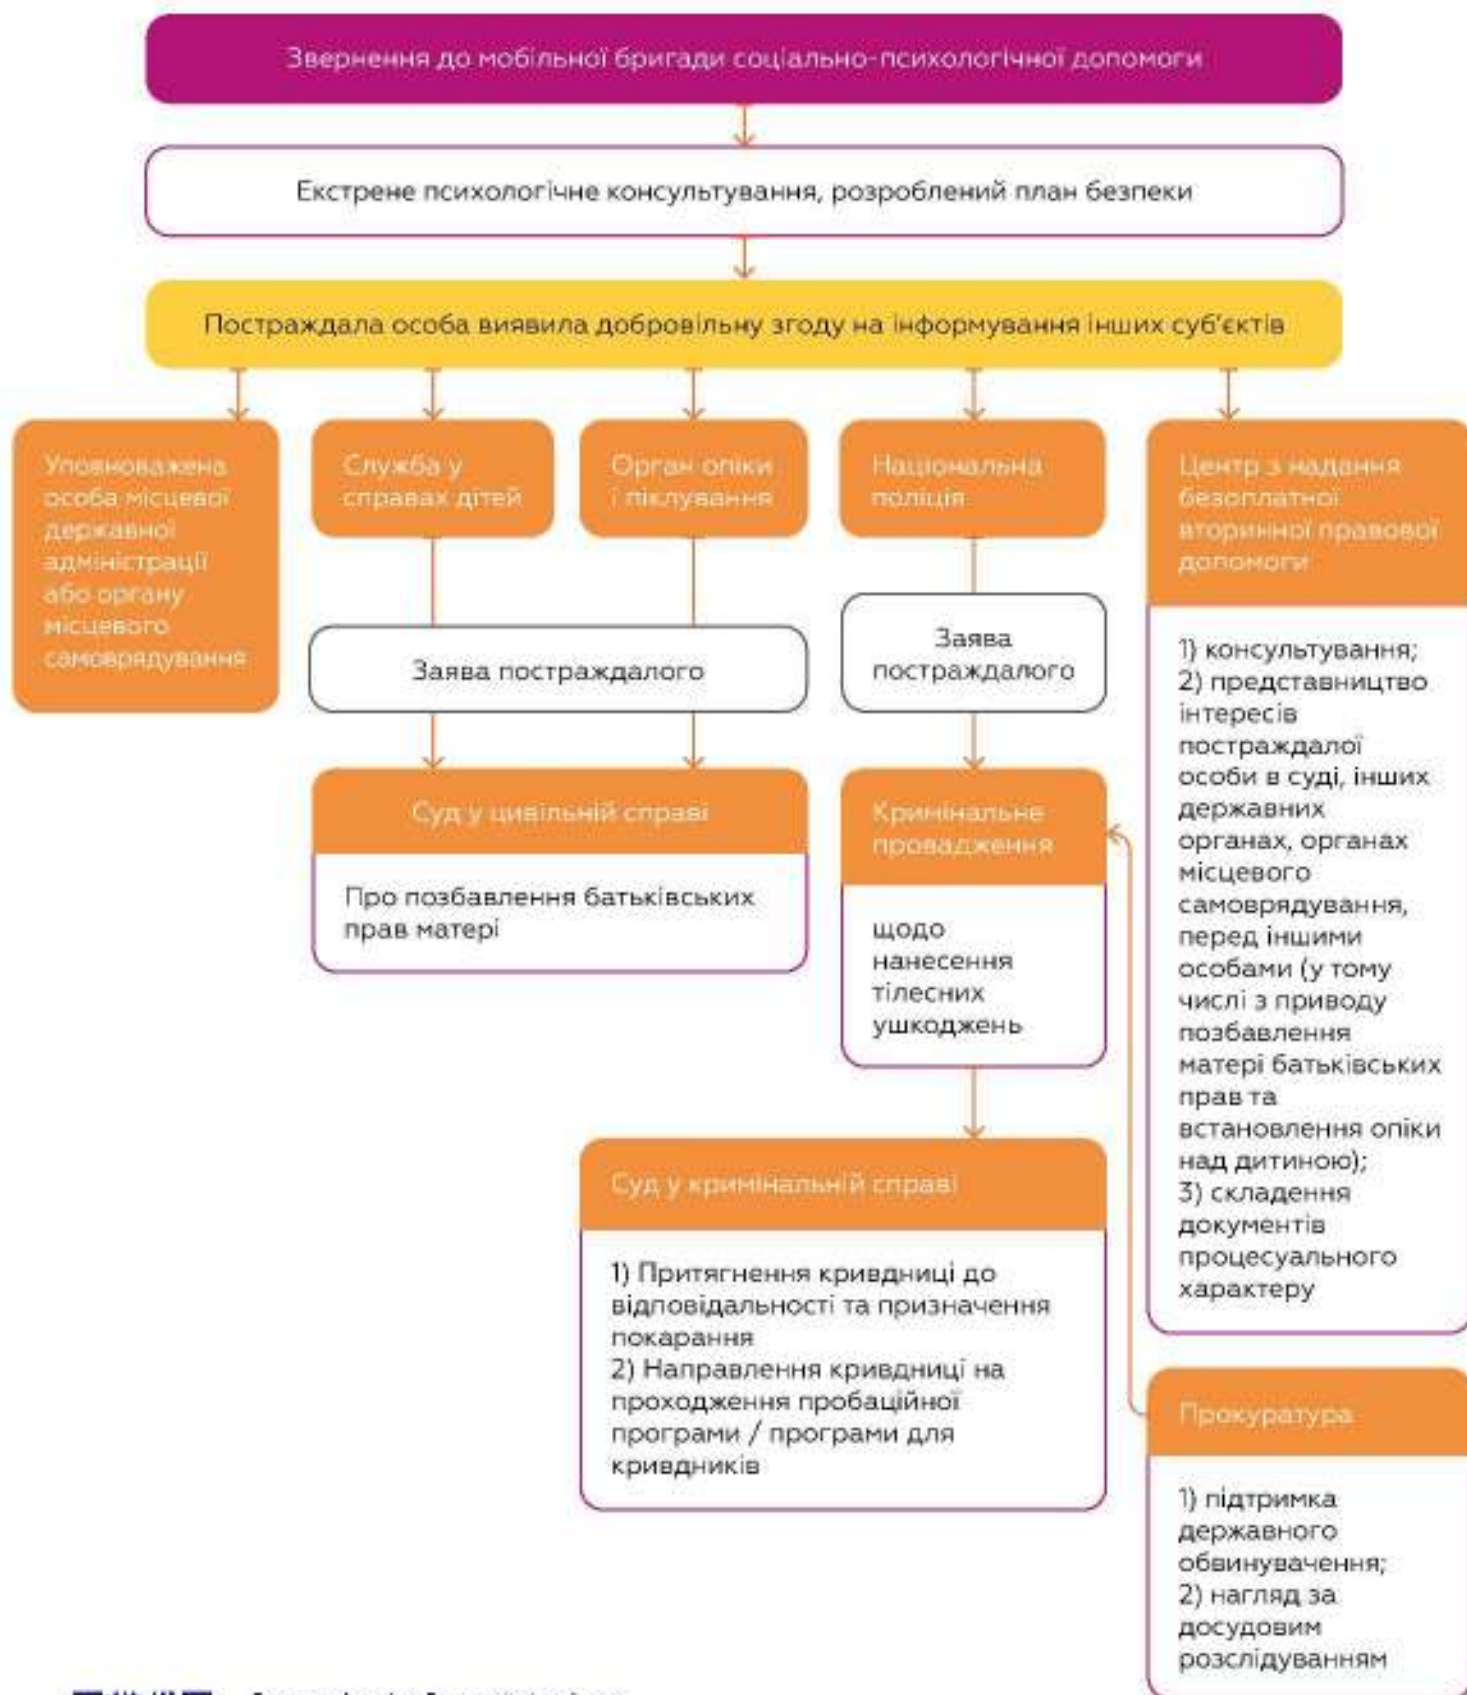 Звернення до мобільної бригади соціально-психологічної допомоги
Екстрене психологічне консультування, розроблений план безпеки
Постраждала особа виявила добровільну згоду на інформування інших суб’єктів
Уповноважена
особа місцевої
державної
адміністрації
або органу
місцевого
самоврядування
Служба у
справах дітей
Орган опіки
і піклування
Заява постраждалого
Суд у цивільній справі
Про позбавлення батьківських
прав матері
Національна
поліція
Заява
постраждалого
Кримінальне
провадження
щодо
нанесення
тілесних
ушкоджень
Суд у кримінальній справі
1) Притягнення кривдниці до
відповідальності та призначення
покарання
2) Направлення кривдниці на
проходження пробаційної
програми / програми для
кривдників
Центр з надання
безоплатної
вторинної правової
допомоги
1) консультування;
2) представництво
інтересів
постраждалої
особи в суді, інших
державних
органах, органах
місцевого
самоврядування,
перед іншими
особами (у тому
числі з приводу
позбавлення
матері батьківських
прав та
встановлення опіки
над дитиною);
3) складення
документів
процесуального
характеру
Прокуратура
1) підтримка
державного
обвинувачення;
2) нагляд за
досудовим
розслідуванням